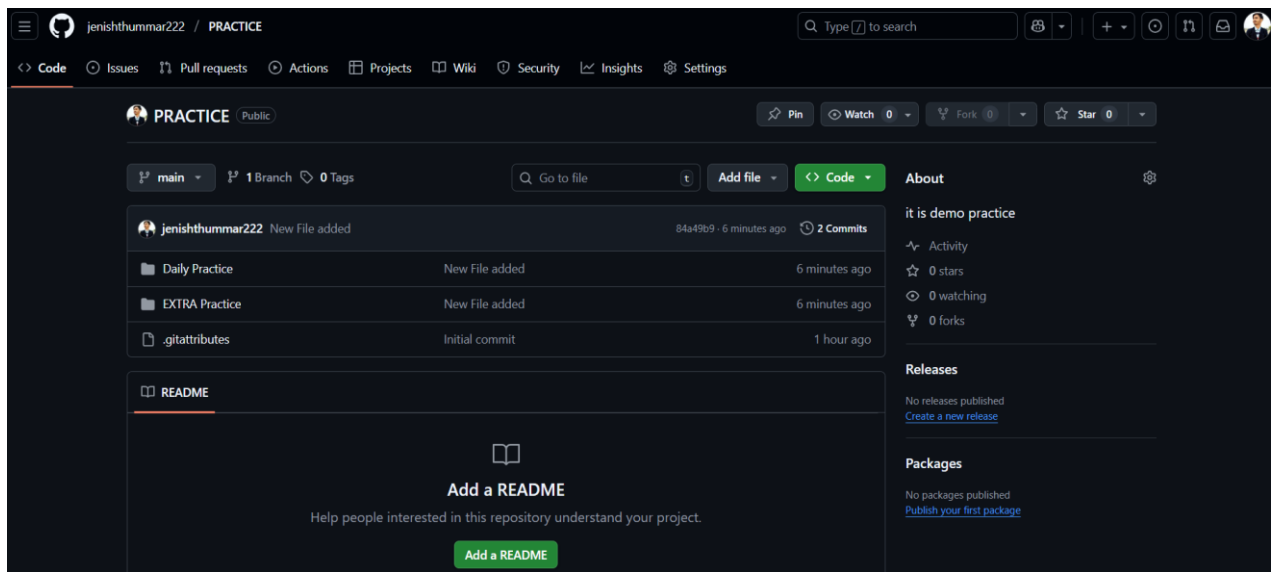 jenishthummar222 / PRACTICE Type / to search
Code Issues Pull requests Actions Projects Wiki Security Insights Settings
PRACTICE Public Pin Watch 0 Fork 0 Star 0
main 1 Branch 0 Tags Go to file t Add file Code About
it is demo practice
jenishthummar222 New File added 84a49b9 · 6 minutes ago 2 Commits
Activity
Daily Practice New File added 6 minutes ago
0 stars
0 watching
EXTRA Practice New File added 6 minutes ago
0 forks
.gitattributes Initial commit 1 hour ago
Releases
README
No releases published
Create a new release
Packages
Add a README
No packages published
Publish your first package
Help people interested in this repository understand your project.
Add a README